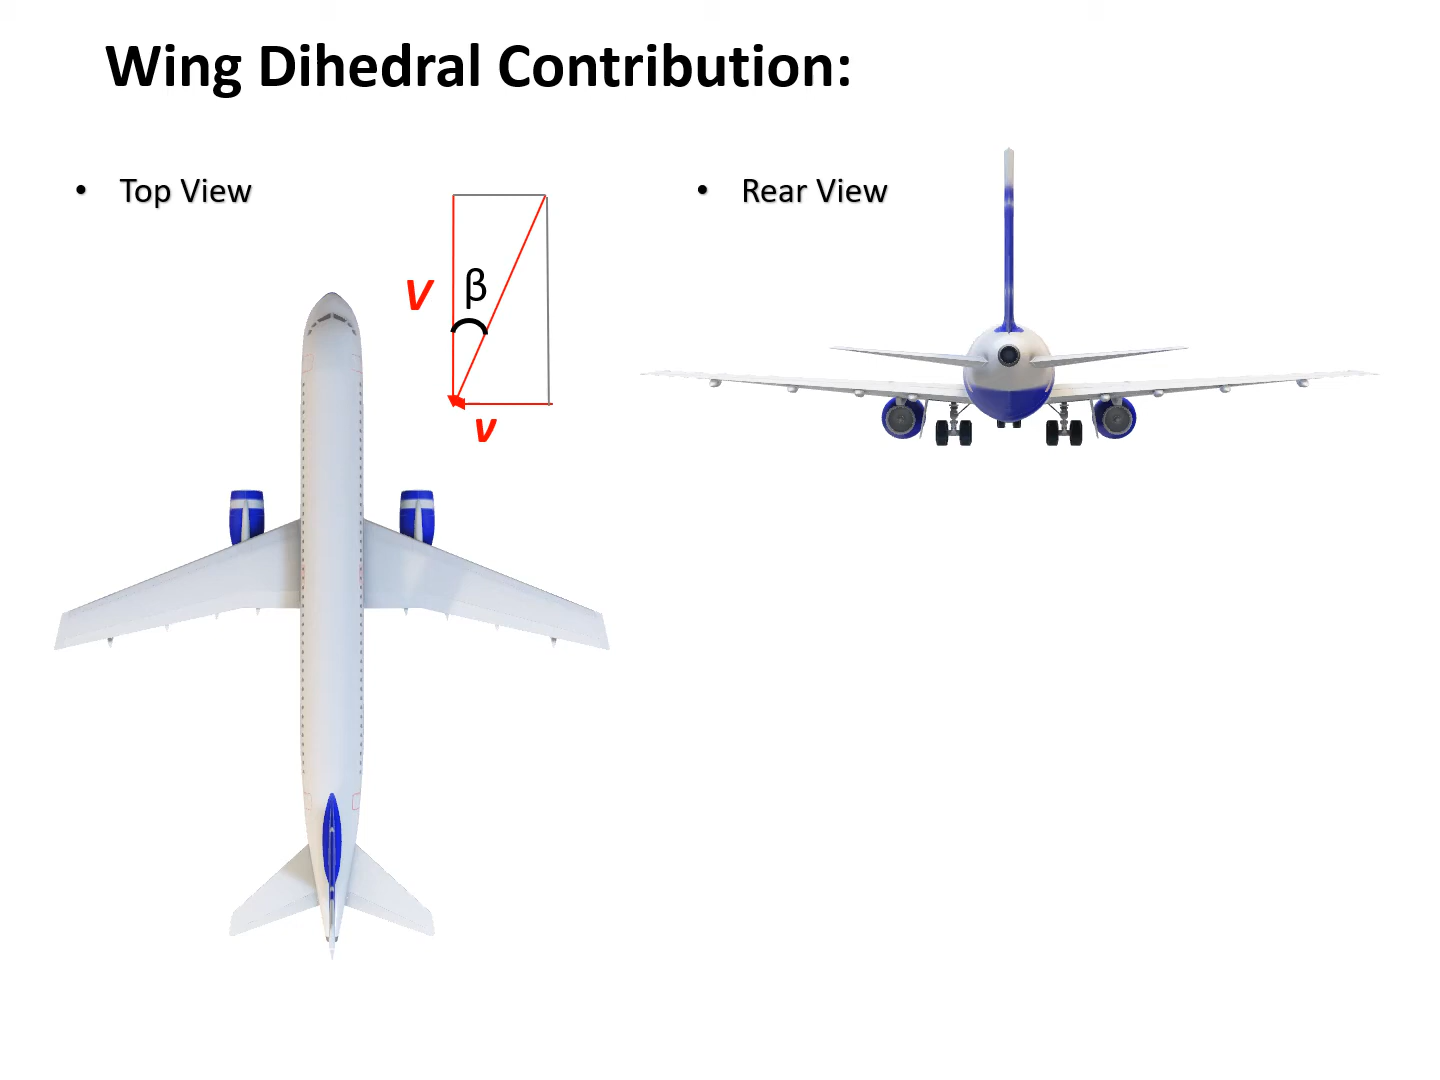 Wing Dihedral Contribution:
• Top View
• Rear View
V
β
v